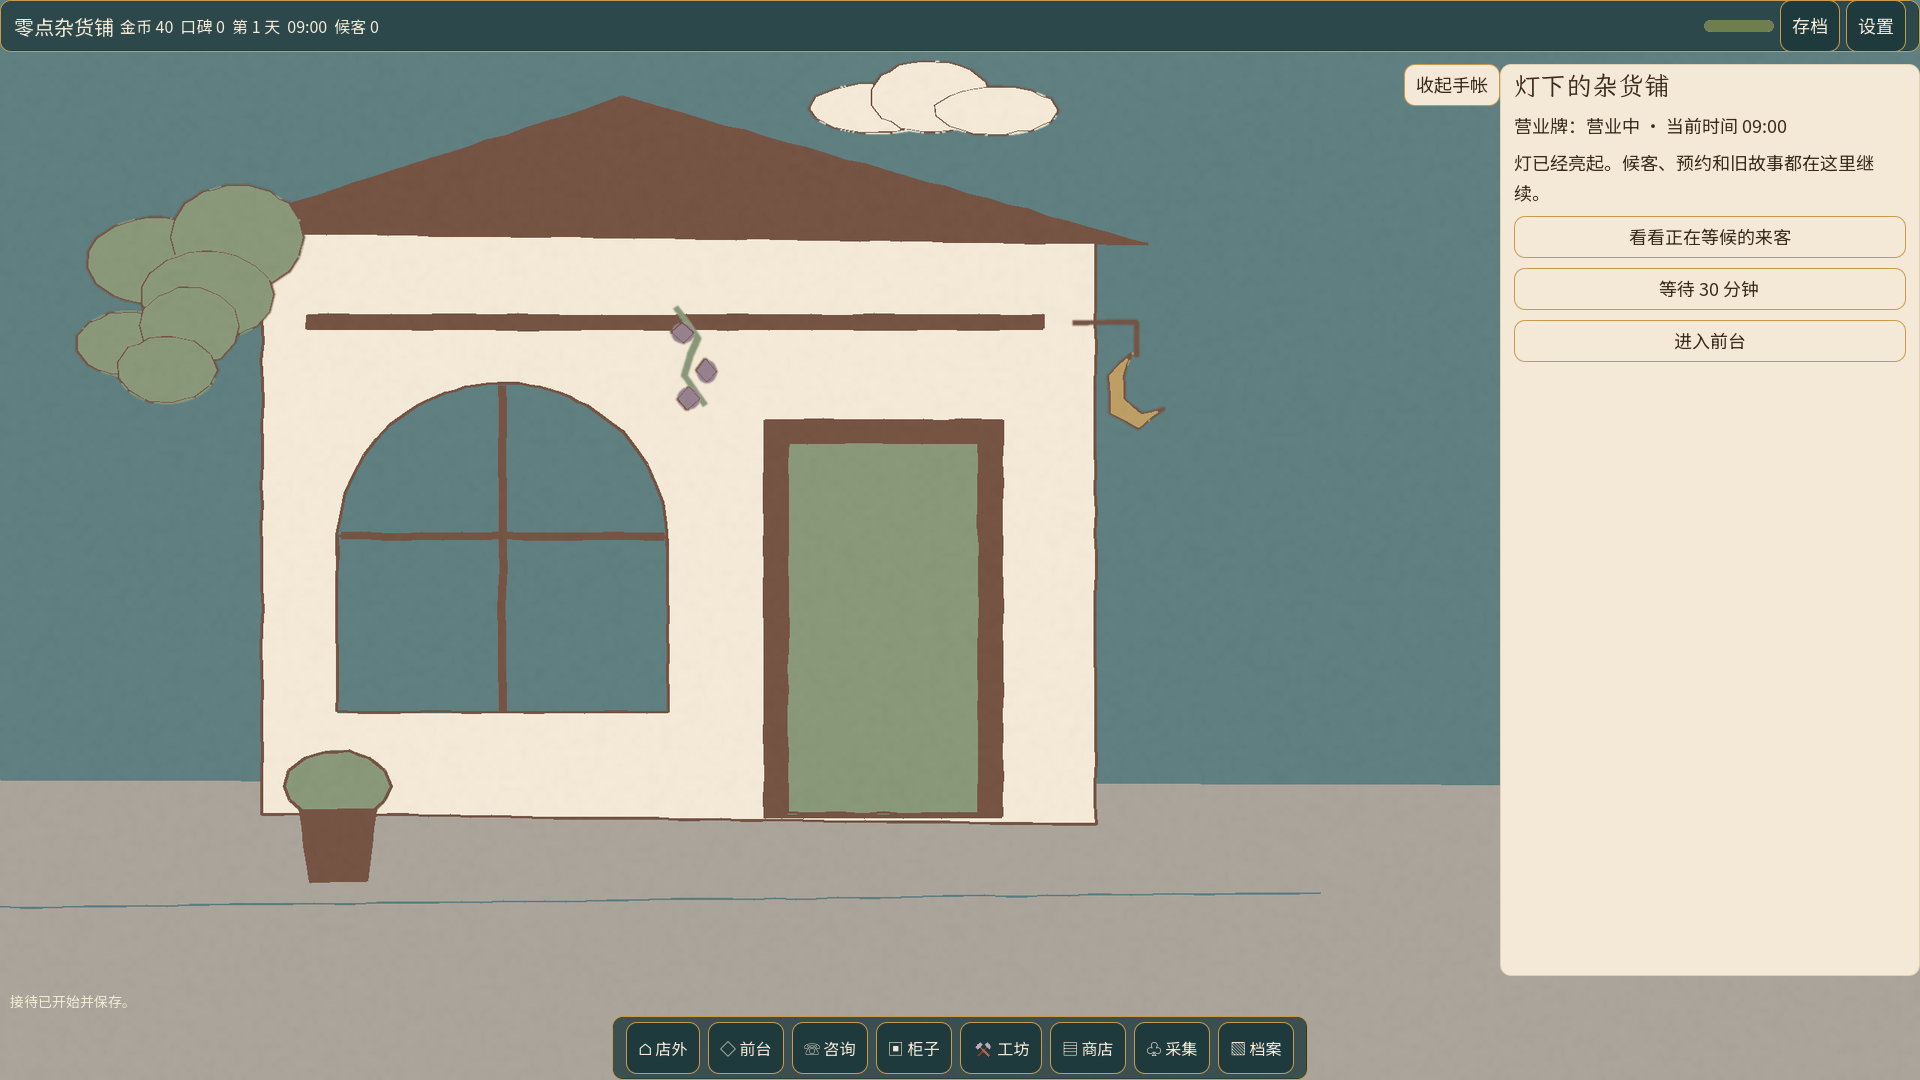 零点杂货铺 金币 40 口碑 0 第 1 天 09:00 候客 0
存档
设置
收起手帐
灯下的杂货铺
营业牌：营业中 · 当前时间 09:00
灯已经亮起。候客、预约和旧故事都在这里继
续。
看看正在等候的来客
等待 30 分钟
进入前台
接待已开始并保存。
店外
前台
咨询
柜子
工坊
商店
采集
档案